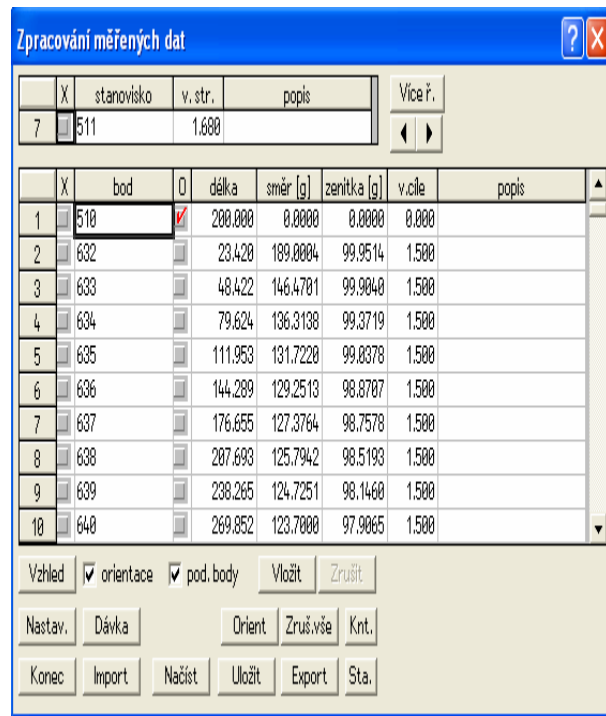 Zpracování měřených dat ? X
X stanovisko v. str. popis Více ř.
7 511 1.680
X bod O délka směr [g] zenitka [g] v.cíle popis
1 510 200.000 0.0000 0.0000 0.000
2 632 23.420 189.0004 99.9514 1.500
3 633 48.422 146.4701 99.9040 1.500
4 634 79.624 136.3138 99.3719 1.500
5 635 111.953 131.7220 99.0378 1.500
6 636 144.289 129.2513 98.8707 1.500
7 637 176.655 127.3764 98.7578 1.500
8 638 207.693 125.7942 98.5193 1.500
9 639 238.265 124.7251 98.1460 1.500
10 640 269.852 123.7000 97.9065 1.500
Vzhled orientace pod. body Vložit Zrušit
Nastav. Dávka Orient Zruš.vše Knt.
Konec Import Načíst Uložit Export Sta.